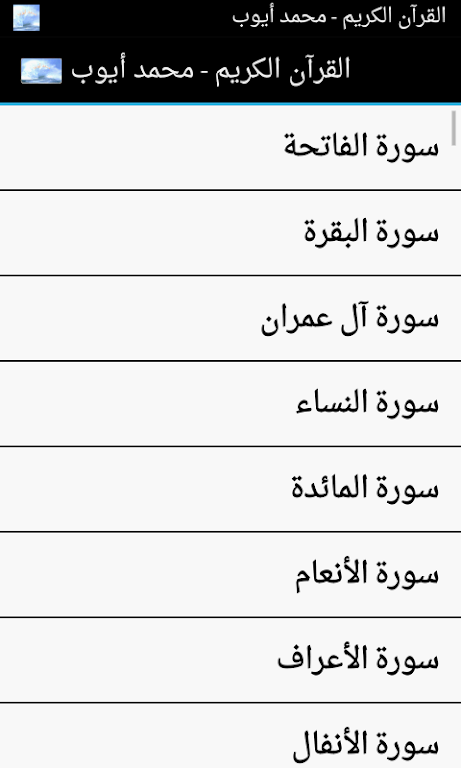 القرآن الكريم - محمد أيوب
القرآن الكريم - محمد أيوب
سورة الفاتحة
سورة البقرة
سورة آل عمران
سورة النساء
سورة المائدة
سورة الأنعام
سورة الأعراف
سورة الأنفال